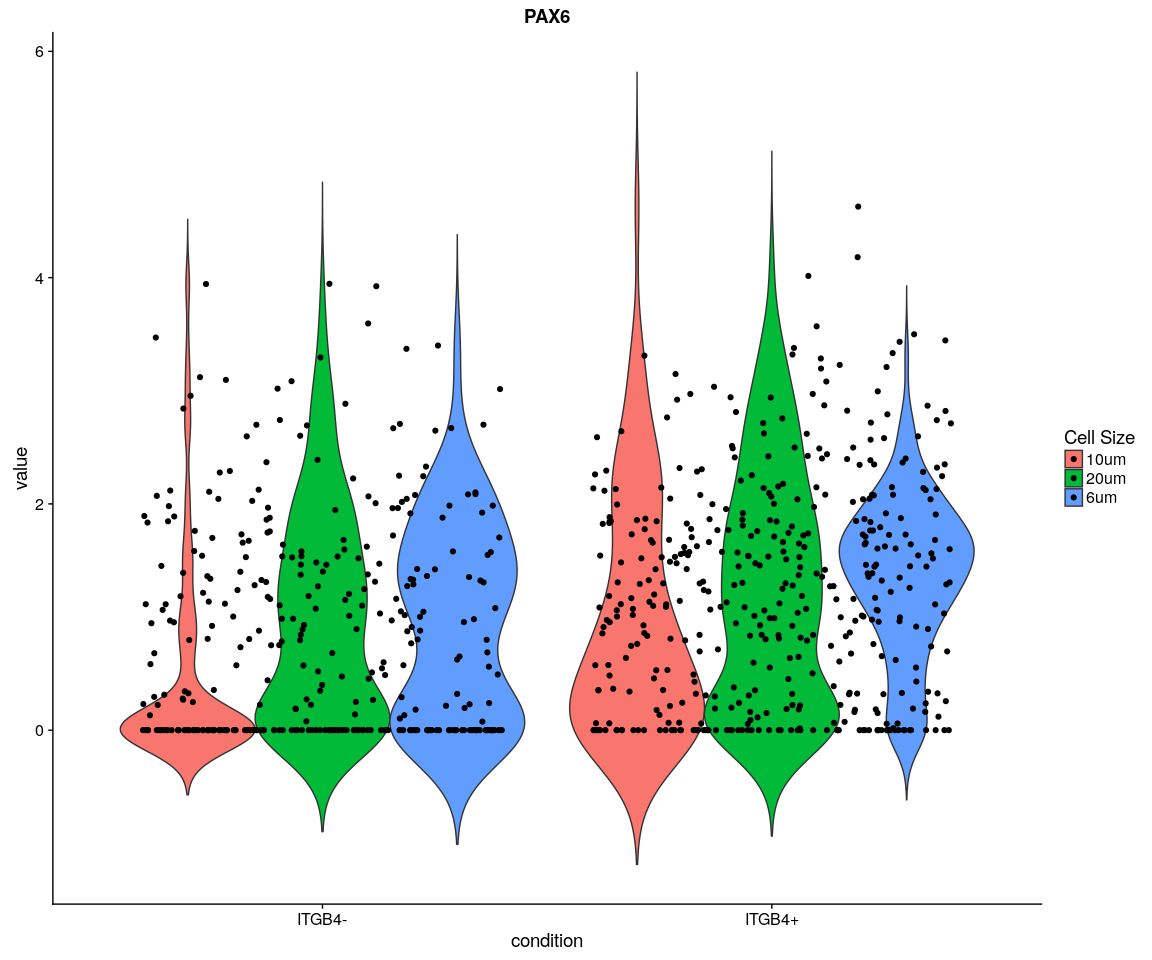 PAX6
6
4
2
0
value
ITGB4-
ITGB4+
condition
Cell Size
10um
20um
6um